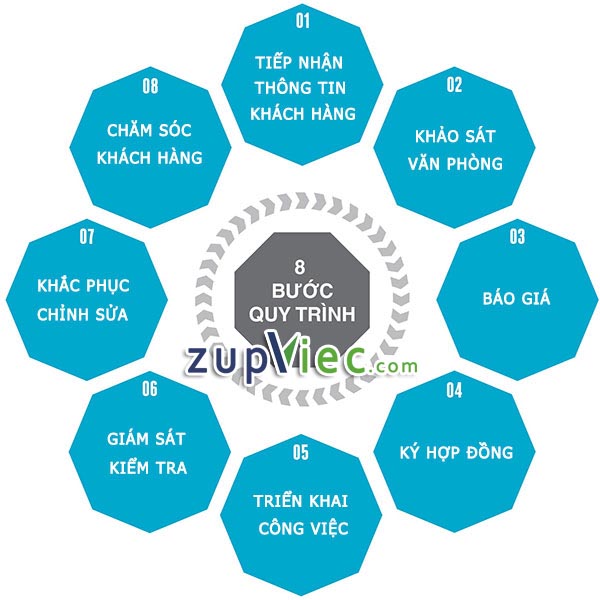 01
TIẾP NHẬN
THÔNG TIN
KHÁCH HÀNG
02
KHẢO SÁT
VĂN PHÒNG
03
BÁO GIÁ
04
KÝ HỢP ĐỒNG
05
TRIỂN KHAI
CÔNG VIỆC
06
GIÁM SÁT
KIỂM TRA
07
KHẮC PHỤC
CHỈNH SỬA
08
CHĂM SÓC
KHÁCH HÀNG
8
BƯỚC
QUY TRÌNH
zupViec.com